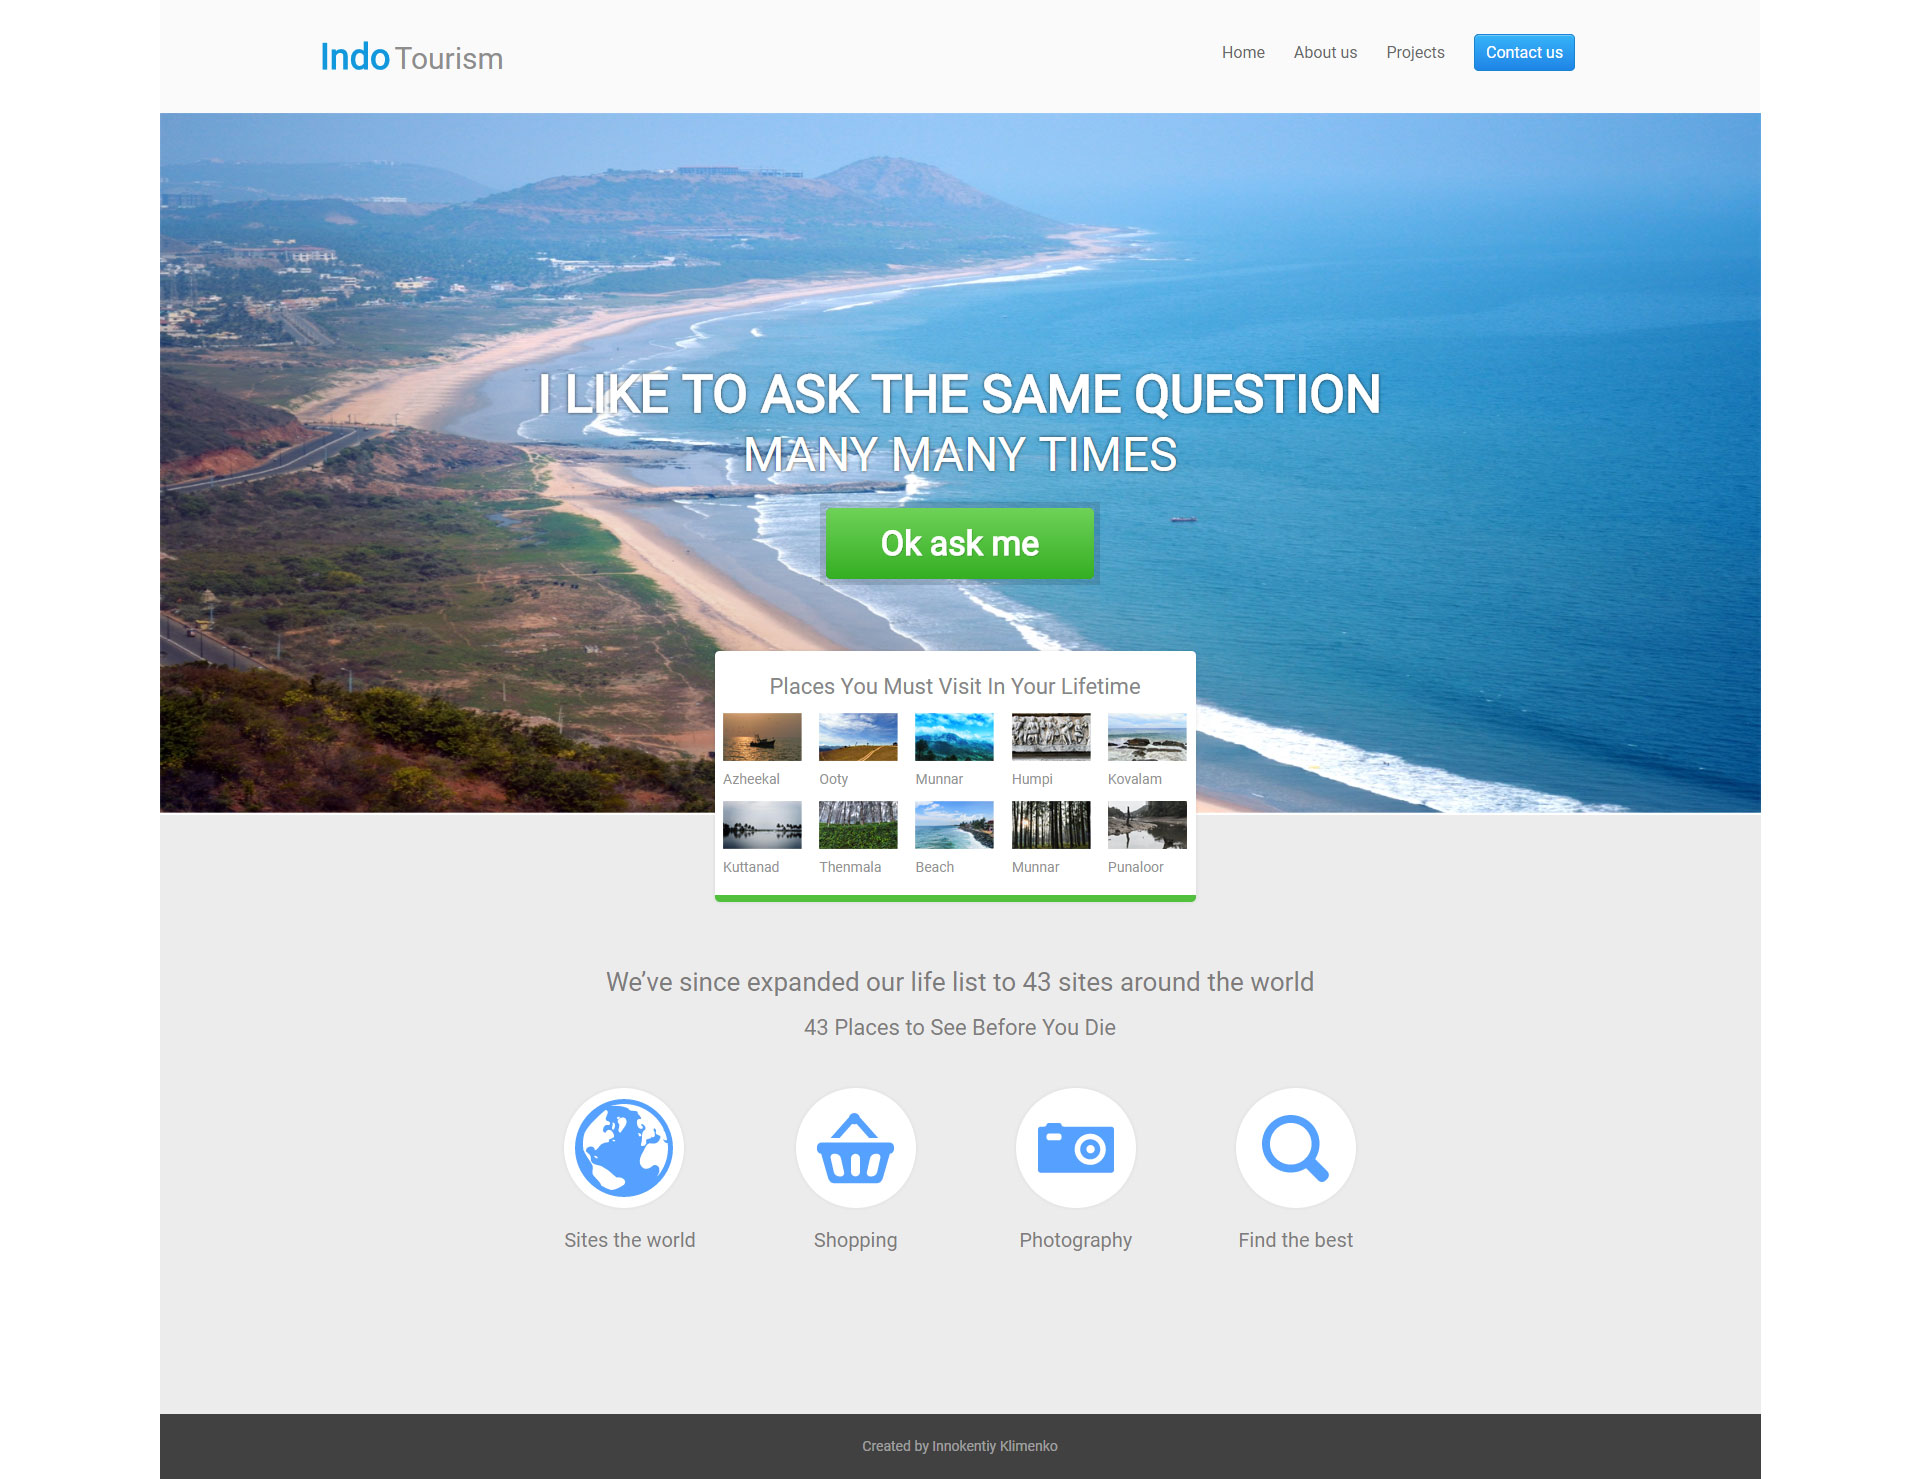 Indo Tourism
Home About us Projects Contact us
I LIKE TO ASK THE SAME QUESTION
MANY MANY TIMES
Ok ask me
Places You Must Visit In Your Lifetime
Azheekal Ooty Munnar Humpi Kovalam
Kuttanad Thenmala Beach Munnar Punaloor
We’ve since expanded our life list to 43 sites around the world
43 Places to See Before You Die
Sites the world Shopping Photography Find the best
Created by Innokentiy Klimenko